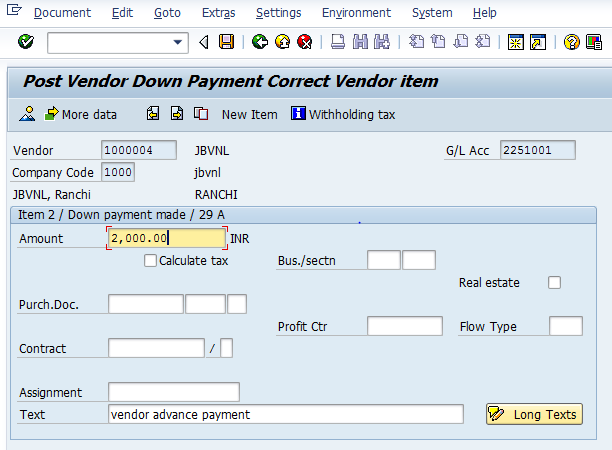 Document Edit Goto Extras Settings Environment System Help
Post Vendor Down Payment Correct Vendor item
More data New Item Withholding tax
Vendor 1000004 JBVNL G/L Acc 2251001
Company Code 1000 jbvnl
JBVNL, Ranchi RANCHI
Item 2 / Down payment made / 29 A
Amount 2,000.00 INR
Calculate tax Bus./sectn
Real estate
Purch.Doc.
Profit Ctr Flow Type
Contract /
Assignment
Text vendor advance payment Long Texts